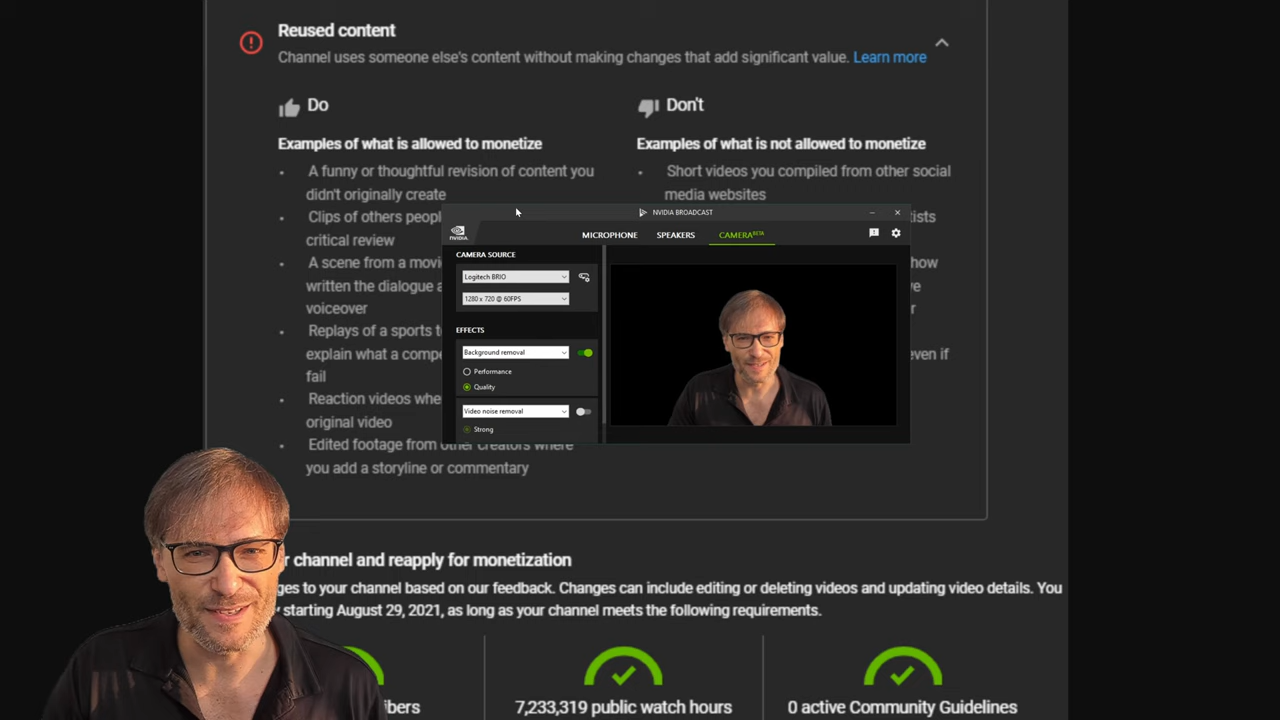 Reused content
Channel uses someone else's content without making changes that add significant value. Learn more
Do
Don't
Examples of what is allowed to monetize
Examples of what is not allowed to monetize
A funny or thoughtful revision of content you
didn't originally create
Short videos you compiled from other social
media websites
Clips of others
critical review
A scene from a
written the dialogue
voiceover
how
Replays of a sports
explain what a
fail
even if
Reaction videos
original video
Edited footage from other creators where
you add a storyline or commentary
NVIDIA BROADCAST
NVIDIA
MICROPHONE
SPEAKERS
CAMERA BETA
CAMERA SOURCE
Logitech BRIO
1280 x 720 @ 60FPS
EFFECTS
Background removal
Performance
Quality
Video noise removal
Strong
channel and reapply for monetization
to your channel based on our feedback. Changes can include editing or deleting videos and updating video details. You
starting August 29, 2021, as long as your channel meets the following requirements.
7,233,319 public watch hours
0 active Community Guidelines